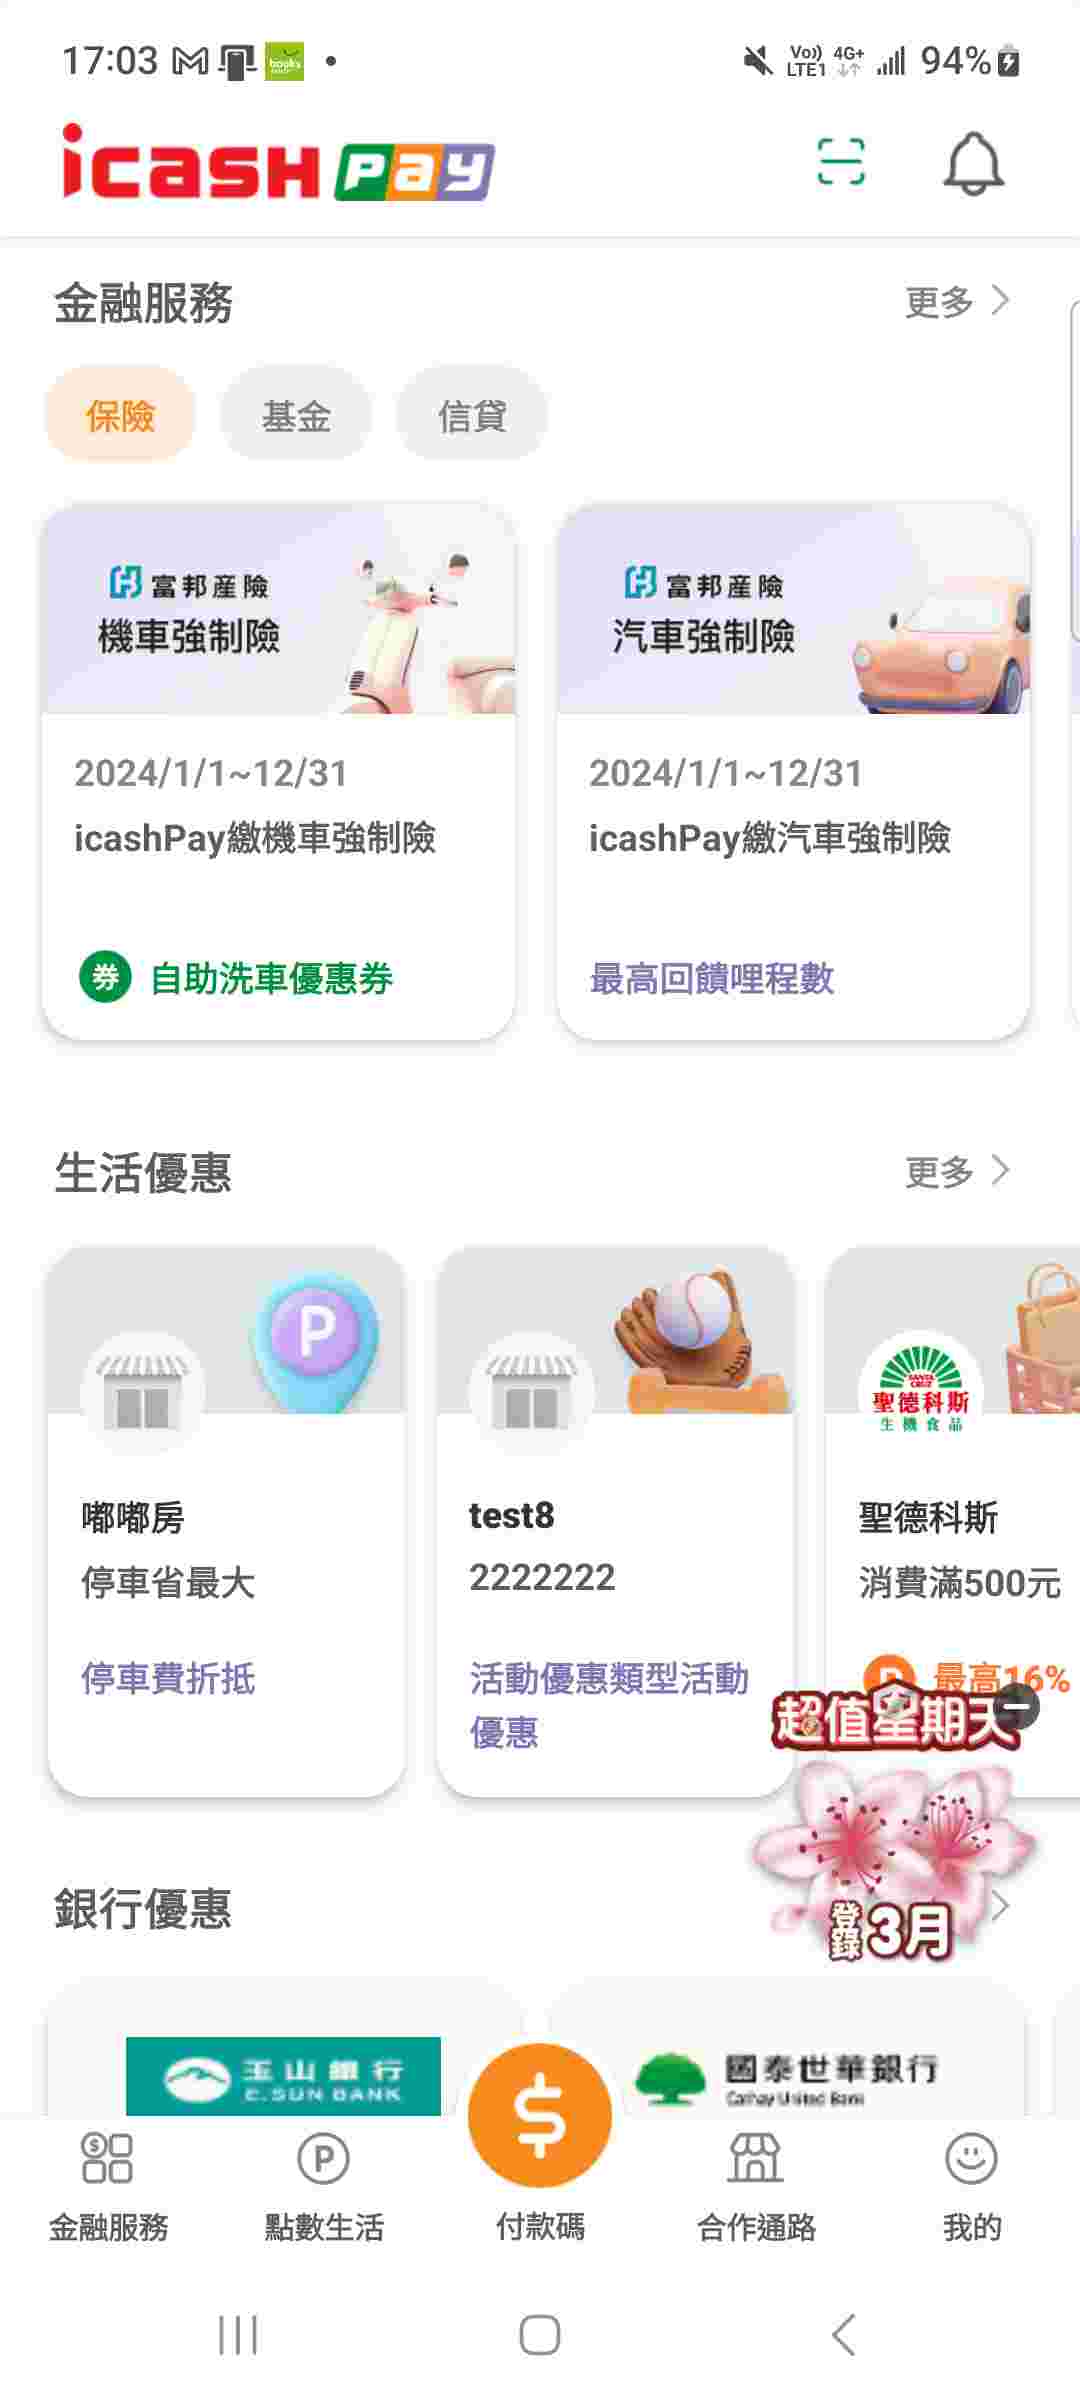 17:03
Vo)) 4G+ 94%
LTE1
icash pay
金融服務
更多
保險
基金
信貸
富邦產險
機車強制險
富邦產險
汽車強制險
2024/1/1~12/31
icashPay繳機車強制險
券 自助洗車優惠券
2024/1/1~12/31
icashPay繳汽車強制險
最高回饋哩程數
生活優惠
更多
P
嘟嘟房
停車省最大
停車費折抵
test8
2222222
活動優惠類型活動
優惠
SANTA
CRUZ
聖德科斯
生機食品
聖德科斯
消費滿500元
最高16%
超值星期天
登錄3月
銀行優惠
玉山銀行
E.SUN BANK
國泰世華銀行
Cathay United Bank
金融服務
點數生活
付款碼
合作通路
我的